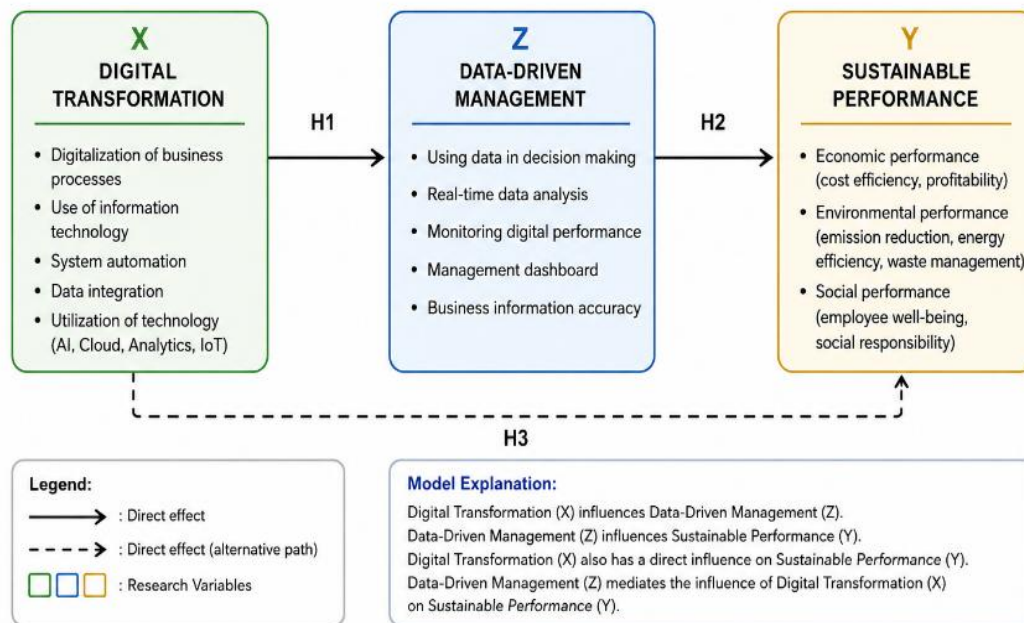 X
DIGITAL
TRANSFORMATION
• Digitalization of business
processes
• Use of information
technology
• System automation
• Data integration
• Utilization of technology
(AI, Cloud, Analytics, IoT)
H1
Z
DATA-DRIVEN
MANAGEMENT
• Using data in decision making
• Real-time data analysis
• Monitoring digital performance
• Management dashboard
• Business information accuracy
H2
Y
SUSTAINABLE
PERFORMANCE
• Economic performance
(cost efficiency, profitability)
• Environmental performance
(emission reduction, energy
efficiency, waste management)
• Social performance
(employee well-being,
social responsibility)
H3
Legend:
: Direct effect
: Direct effect (alternative path)
: Research Variables
Model Explanation:
Digital Transformation (X) influences Data-Driven Management (Z).
Data-Driven Management (Z) influences Sustainable Performance (Y).
Digital Transformation (X) also has a direct influence on Sustainable Performance (Y).
Data-Driven Management (Z) mediates the influence of Digital Transformation (X)
on Sustainable Performance (Y).